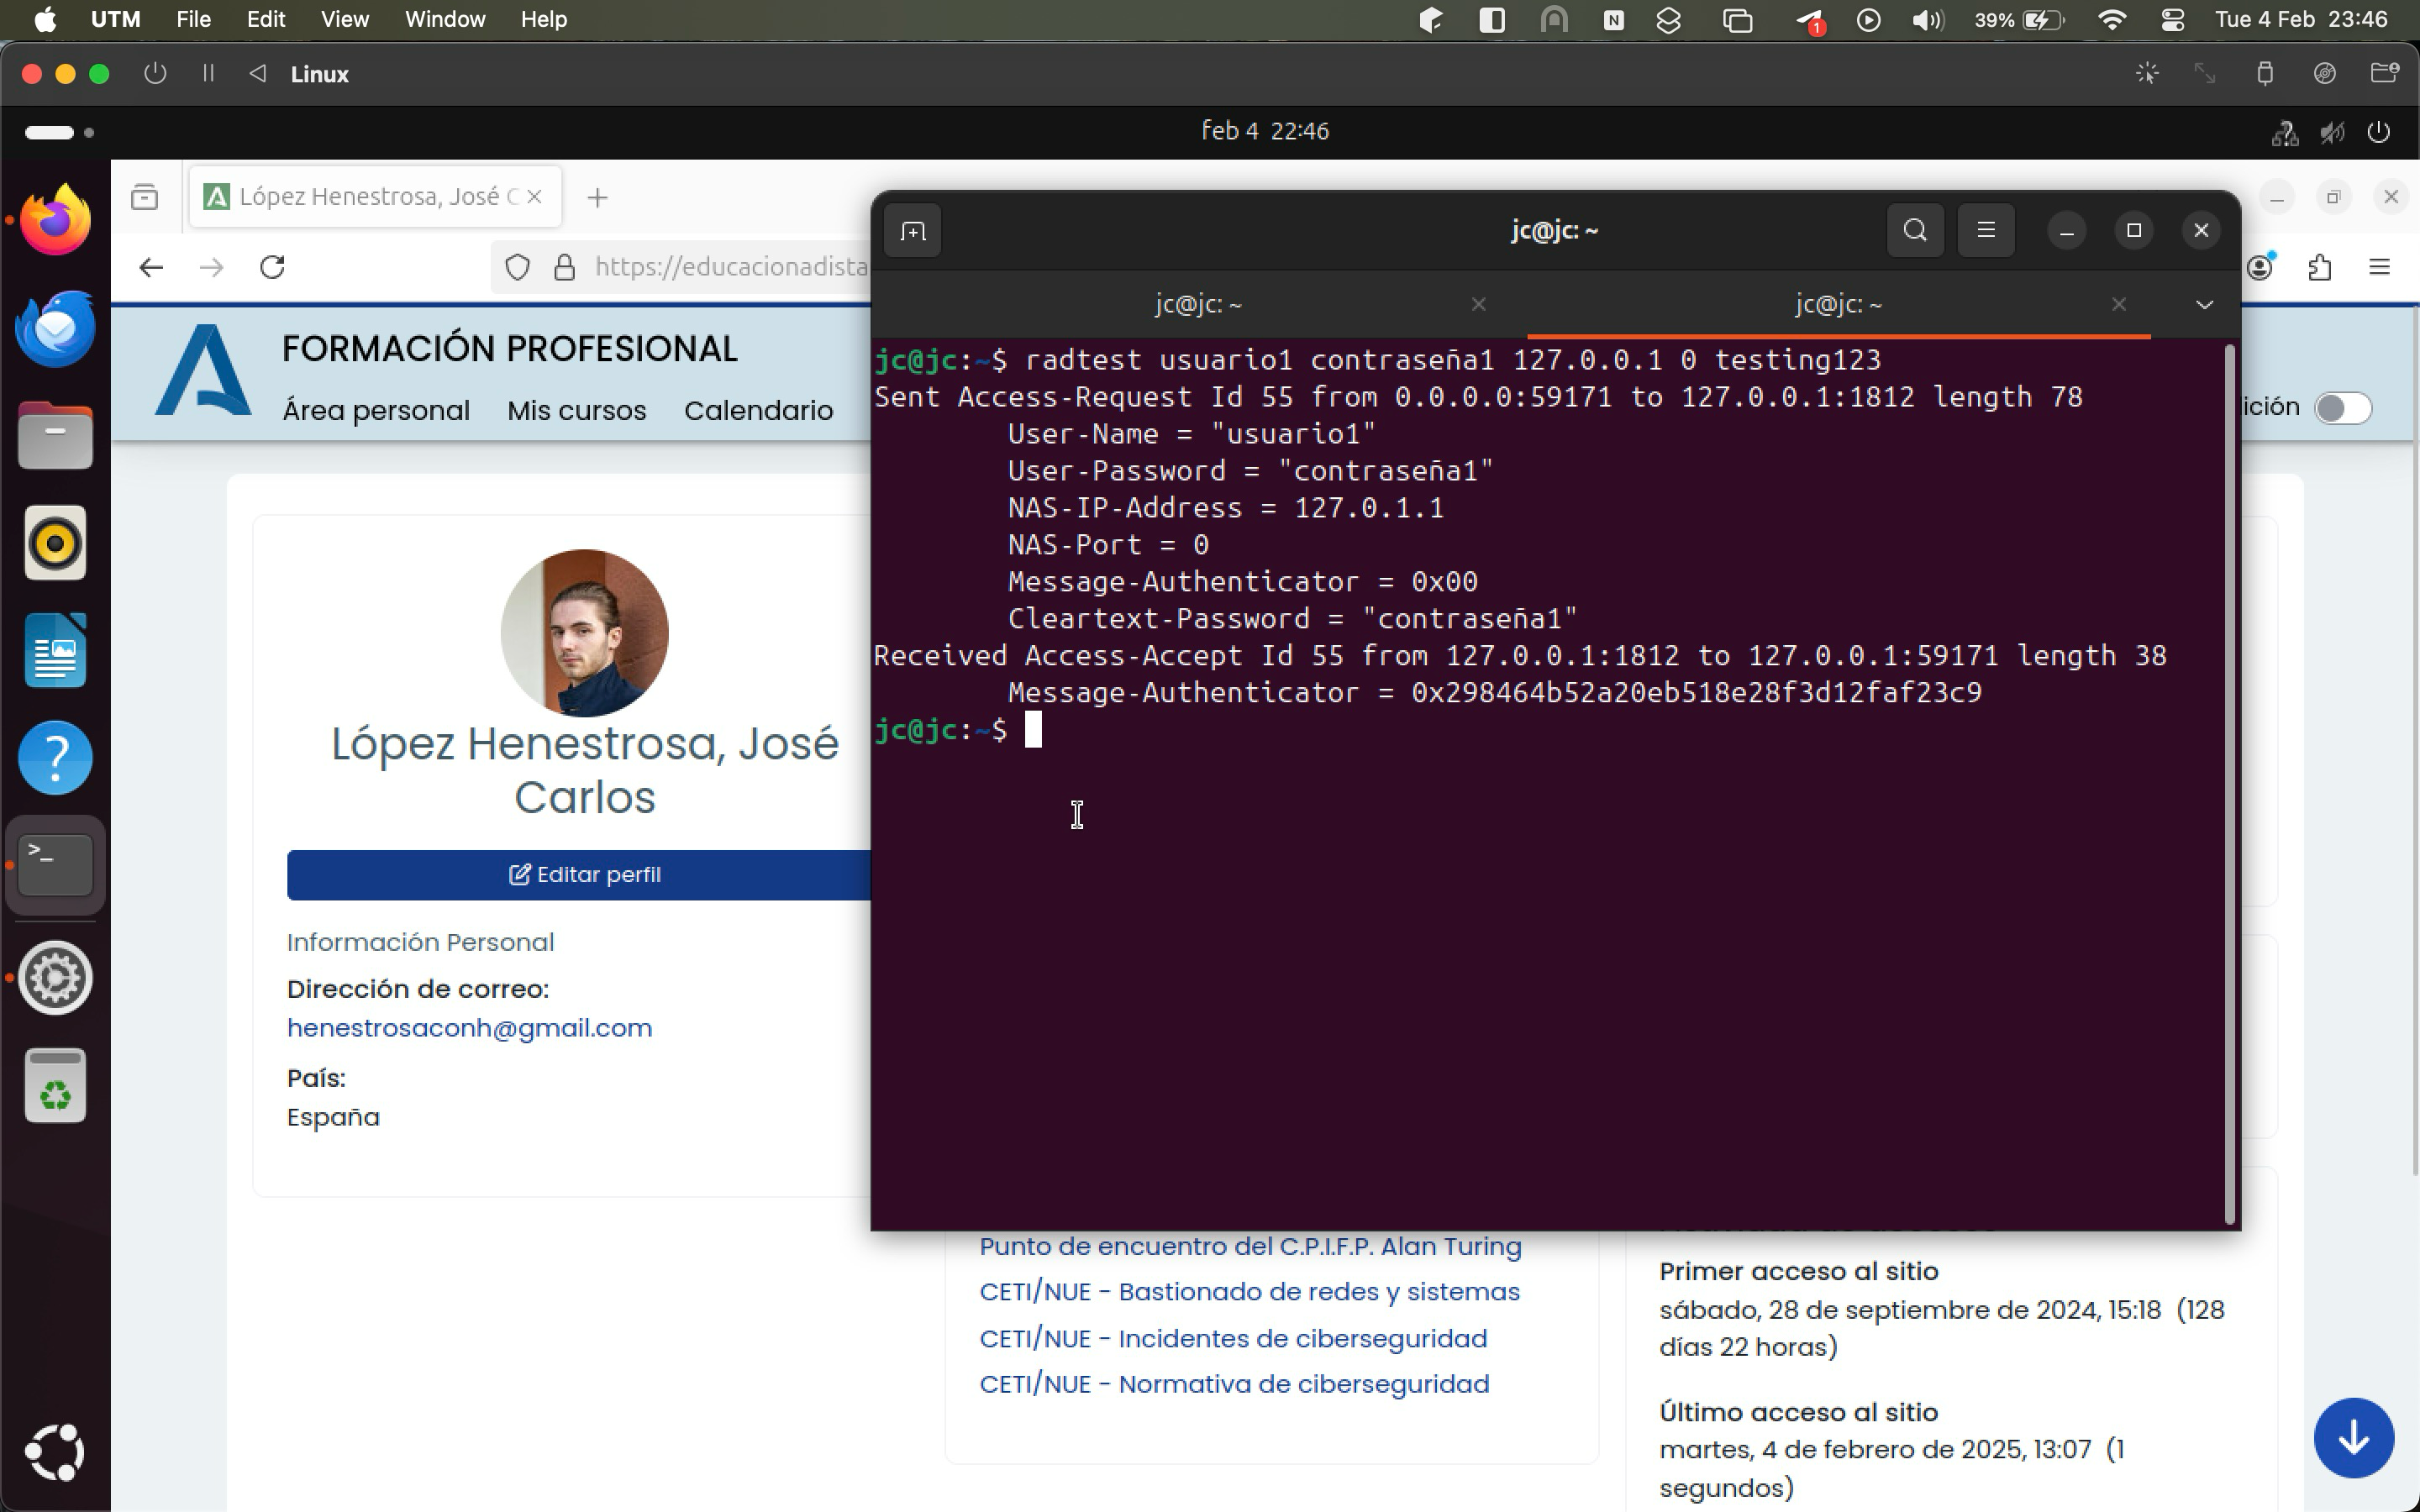 UTM File Edit View Window Help
1
N
39%
Tue 4 Feb 23:46
Linux
feb 4 22:46
López Henestrosa, José C
https://educacionadista
FORMACIÓN PROFESIONAL
Área personal Mis cursos Calendario
ición
jc@jc: ~
jc@jc: ~
jc@jc: ~
jc@jc:~$ radtest usuario1 contraseña1 127.0.0.1 0 testing123
Sent Access-Request Id 55 from 0.0.0.0:59171 to 127.0.0.1:1812 length 78
User-Name = "usuario1"
User-Password = "contraseña1"
NAS-IP-Address = 127.0.1.1
NAS-Port = 0
Message-Authenticator = 0x00
Cleartext-Password = "contraseña1"
Received Access-Accept Id 55 from 127.0.0.1:1812 to 127.0.0.1:59171 length 38
Message-Authenticator = 0x298464b52a20eb518e28f3d12faf23c9
jc@jc:~$
López Henestrosa, José
Carlos
Editar perfil
Información Personal
Dirección de correo:
henestrosaconh@gmail.com
País:
España
Punto de encuentro del C.P.I.F.P. Alan Turing
CETI/NUE - Bastionado de redes y sistemas
CETI/NUE - Incidentes de ciberseguridad
CETI/NUE - Normativa de ciberseguridad
Primer acceso al sitio
sábado, 28 de septiembre de 2024, 15:18 (128
días 22 horas)
Último acceso al sitio
martes, 4 de febrero de 2025, 13:07 (1
segundos)